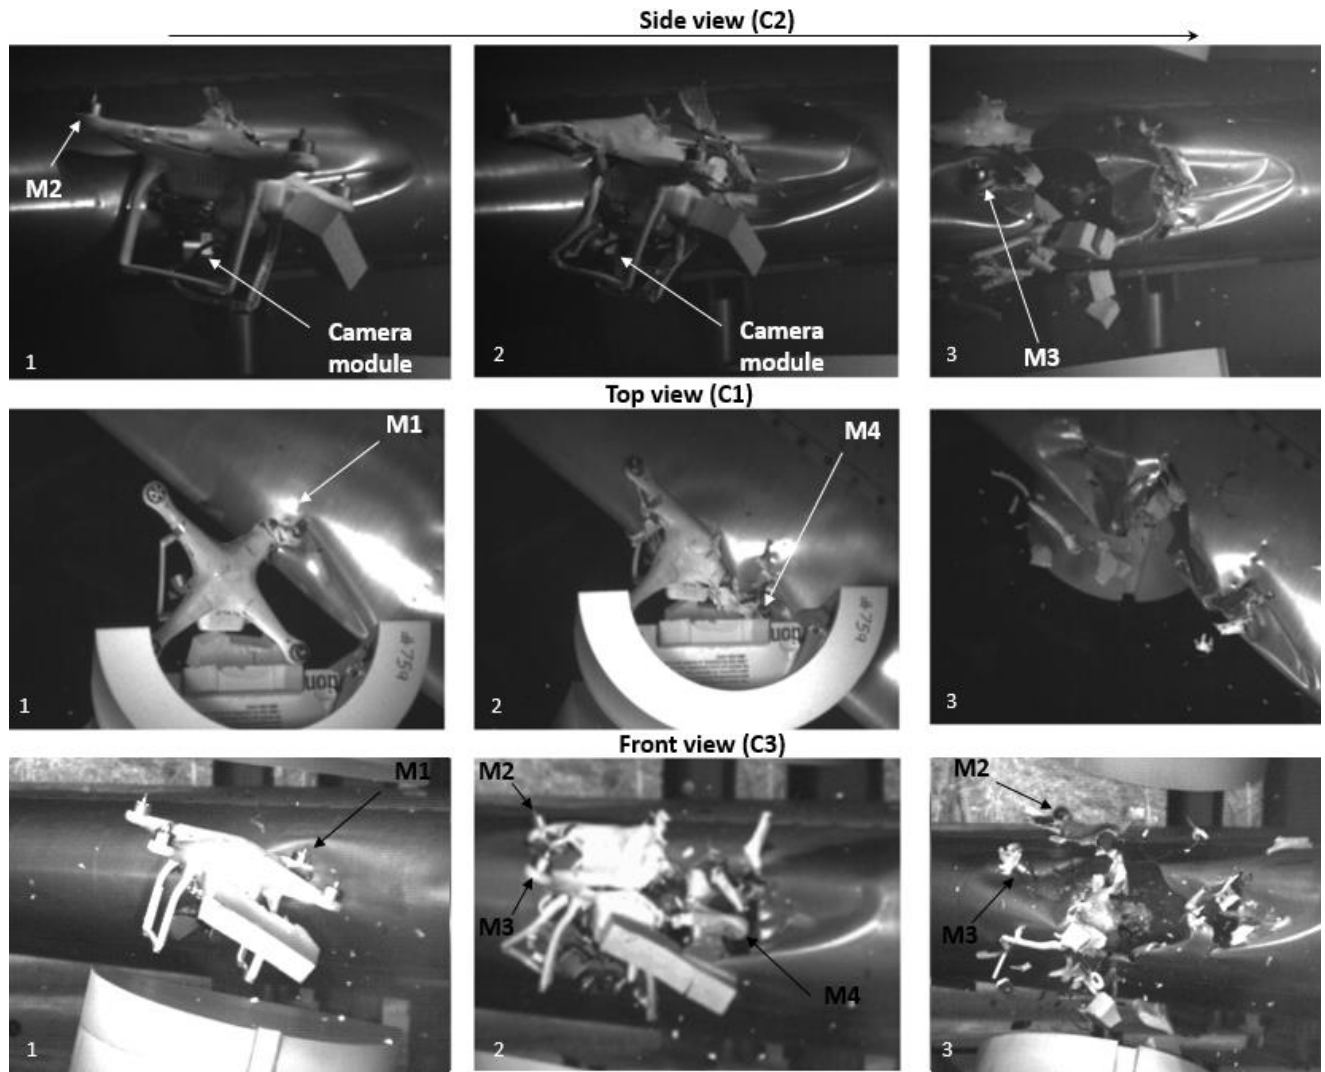 Side view (C2)
M2
Camera
module
1
Camera
module
2
M3
3
Top view (C1)
M1
1
M4
2
3
Front view (C3)
M1
1
M2
M3
M4
2
M2
M3
3